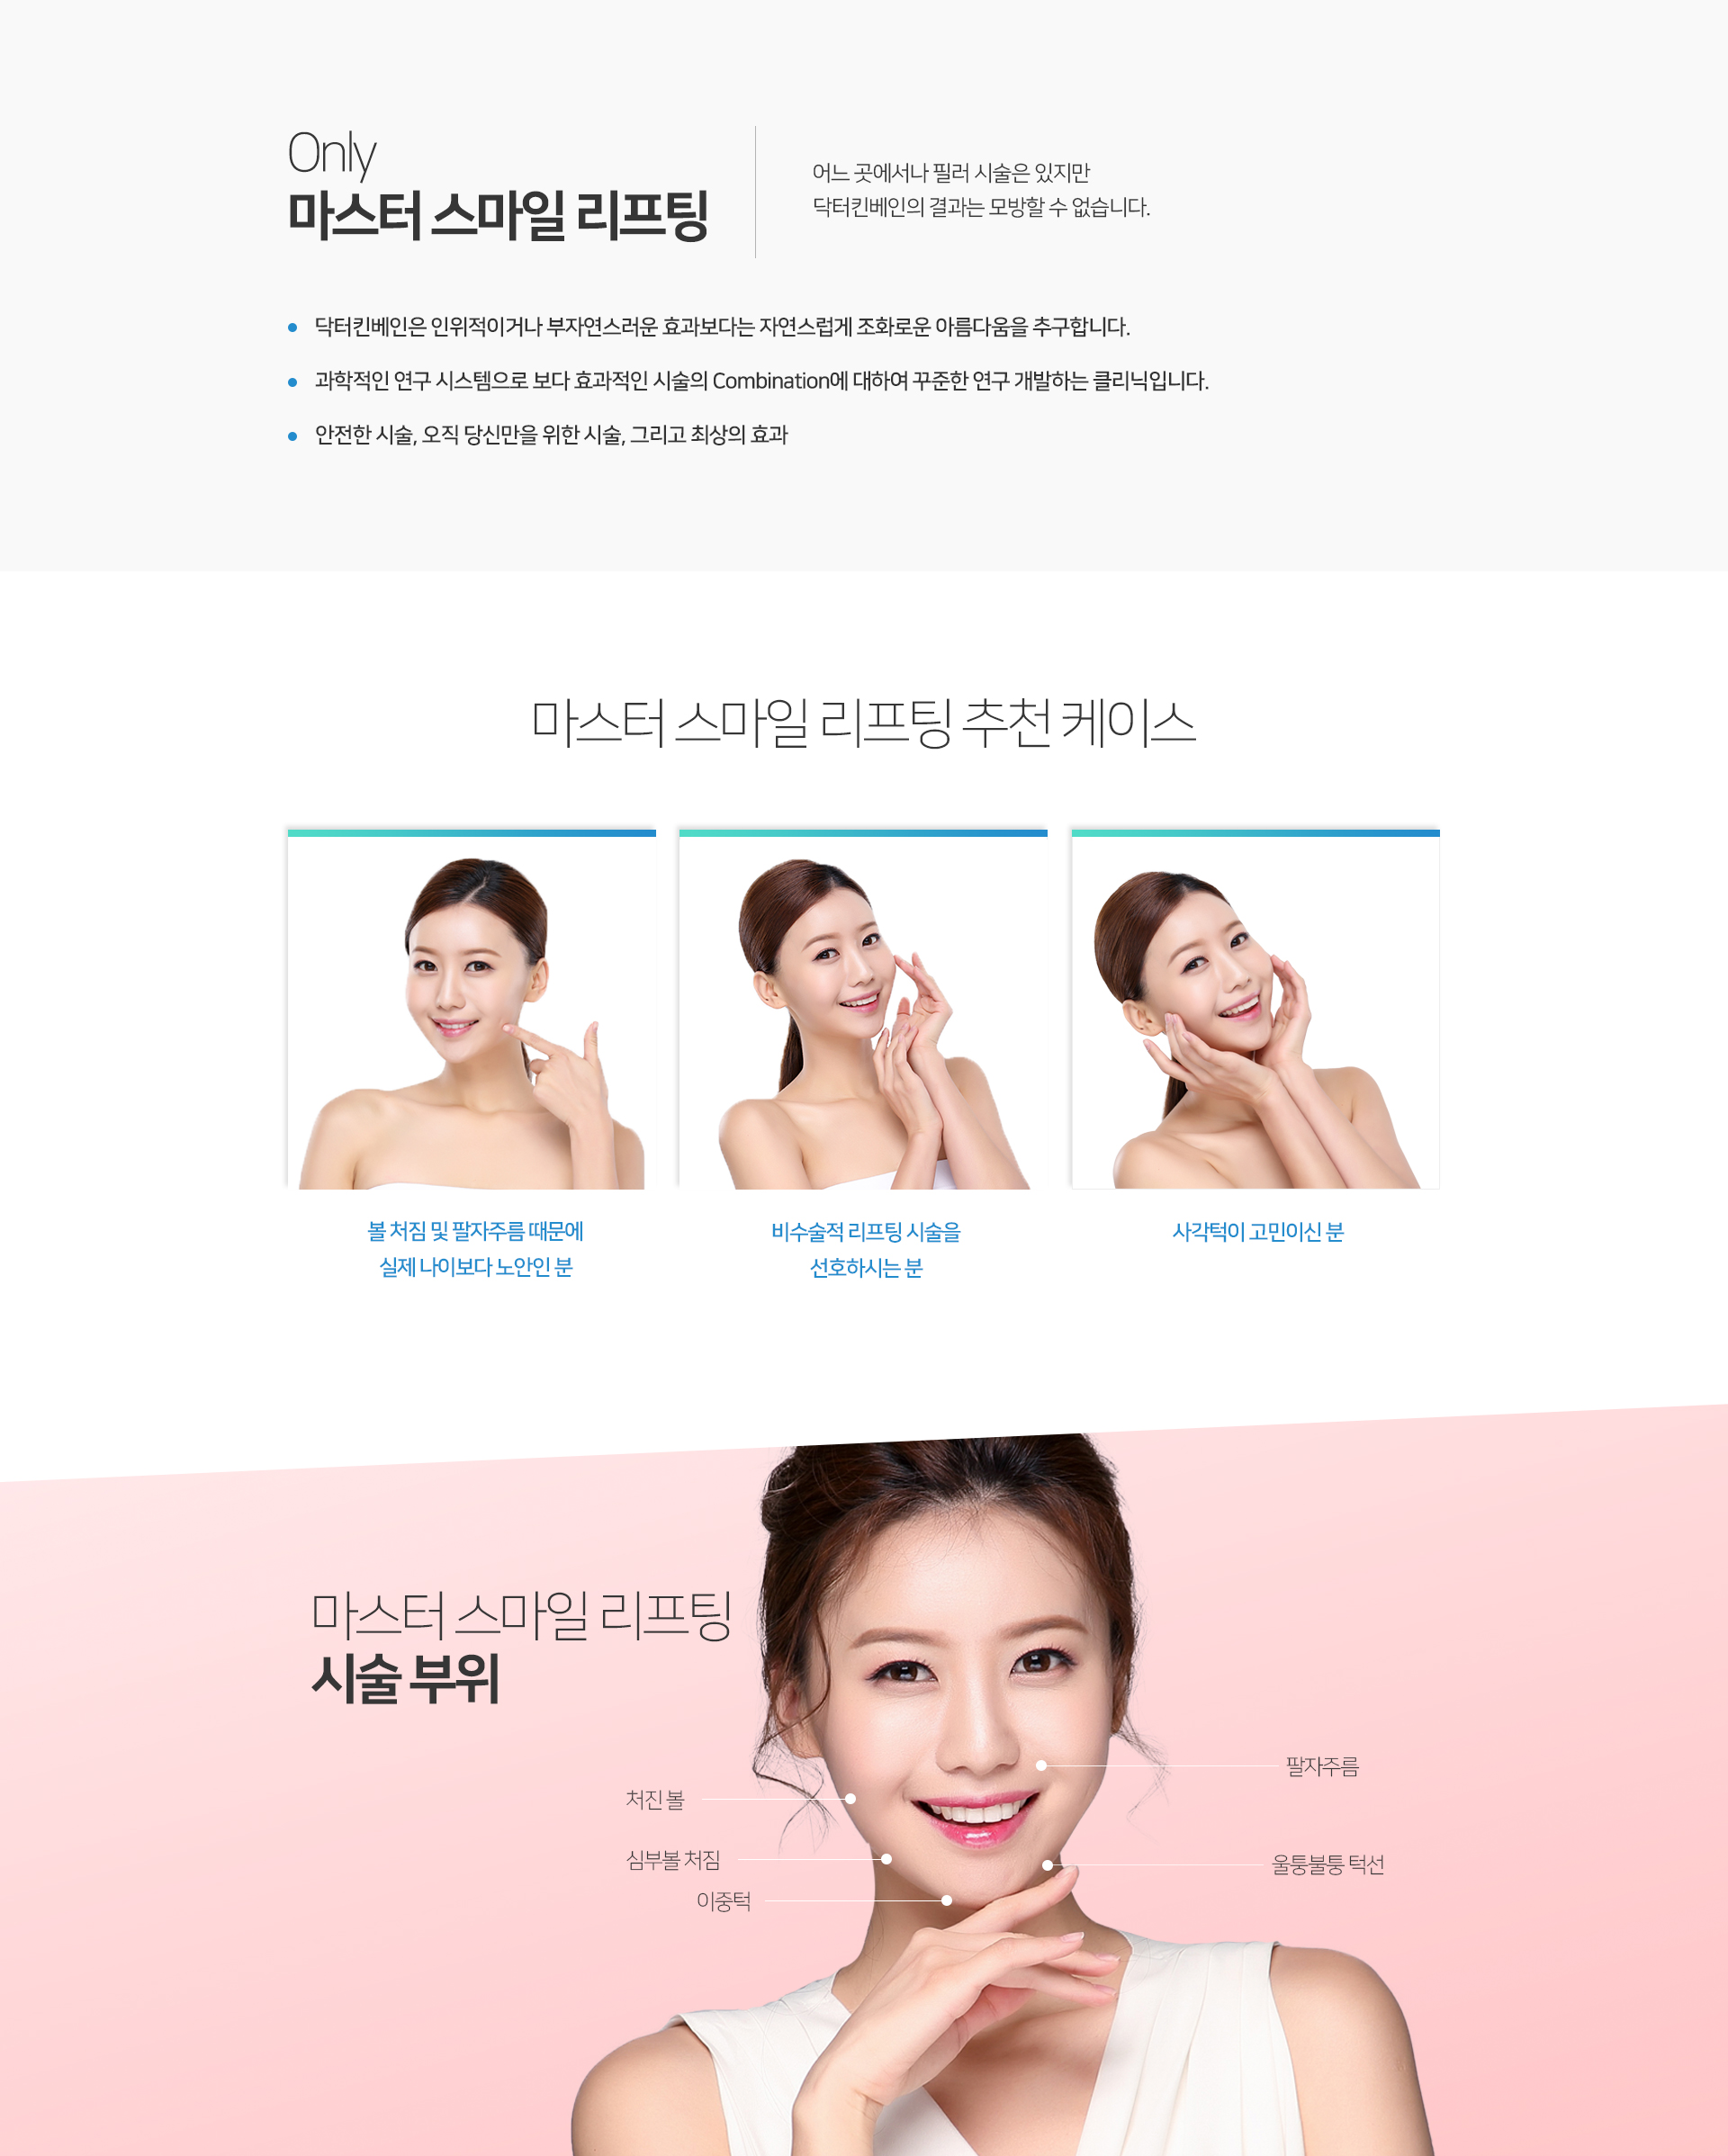 Only
마스터 스마일 리프팅
어느 곳에서나 필러 시술은 있지만
닥터킨베인의 결과는 모방할 수 없습니다.
닥터킨베인은 인위적이거나 부자연스러운 효과보다는 자연스럽게 조화로운 아름다움을 추구합니다.
과학적인 연구 시스템으로 보다 효과적인 시술의 Combination에 대하여 꾸준한 연구 개발하는 클리닉입니다.
안전한 시술, 오직 당신만을 위한 시술, 그리고 최상의 효과
마스터 스마일 리프팅 추천 케이스
볼 처짐 및 팔자주름 때문에
실제 나이보다 노안인 분
비수술적 리프팅 시술을
선호하시는 분
사각턱이 고민이신 분
마스터 스마일 리프팅
시술 부위
팔자주름
처진 볼
심부볼 처짐
울퉁불퉁 턱선
이중턱